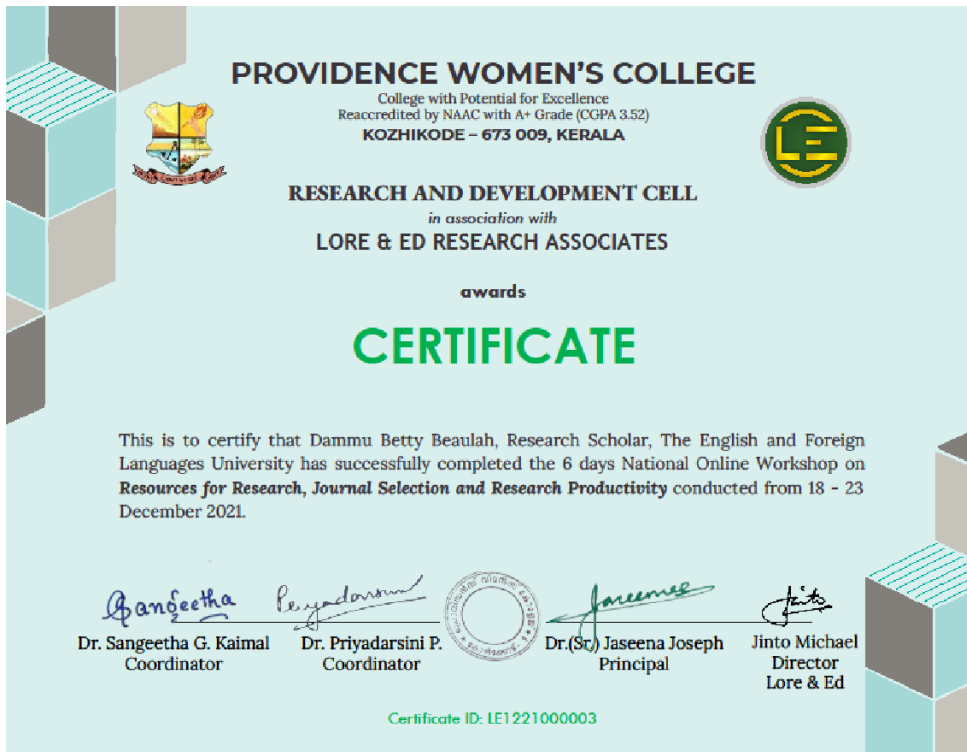 PROVIDENCE WOMEN'S COLLEGE
College with Potential for Excellence
Reaccredited by NAAC with A+ Grade (CGPA 3.52)
KOZHIKODE – 673 009, KERALA
LE
RESEARCH AND DEVELOPMENT CELL
in association with
LORE & ED RESEARCH ASSOCIATES
awards
CERTIFICATE
This is to certify that Dammu Betty Beaulah, Research Scholar, The English and Foreign
Languages University has successfully completed the 6 days National Online Workshop on
Resources for Research, Journal Selection and Research Productivity conducted from 18 - 23
December 2021.
Sangeetha
Priyadarsini
Jaseena
Jinto
Dr. Sangeetha G. Kaimal
Coordinator
Dr. Priyadarsini P.
Coordinator
Dr.(Sr.) Jaseena Joseph
Principal
Jinto Michael
Director
Lore & Ed
Certificate ID: LE1221000003